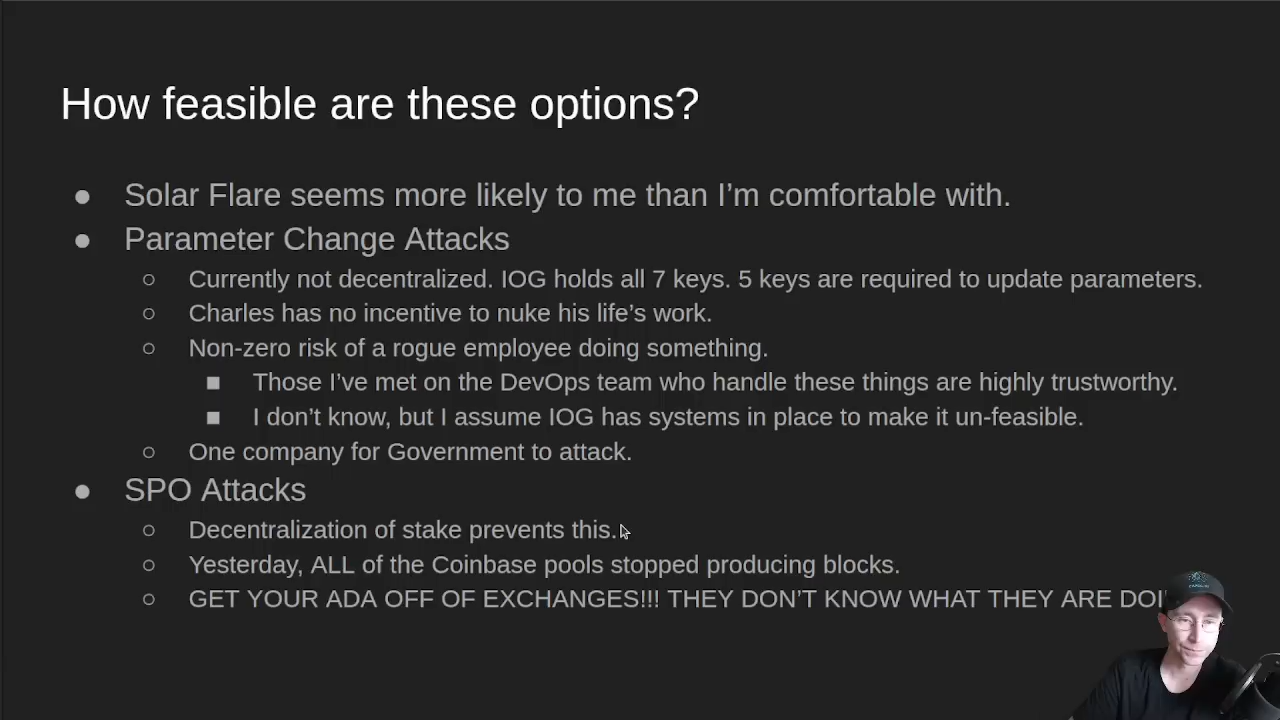 How feasible are these options?
● Solar Flare seems more likely to me than I'm comfortable with.
● Parameter Change Attacks
○ Currently not decentralized. IOG holds all 7 keys. 5 keys are required to update parameters.
○ Charles has no incentive to nuke his life's work.
○ Non-zero risk of a rogue employee doing something.
■ Those I've met on the DevOps team who handle these things are highly trustworthy.
■ I don't know, but I assume IOG has systems in place to make it un-feasible.
○ One company for Government to attack.
● SPO Attacks
○ Decentralization of stake prevents this.
○ Yesterday, ALL of the Coinbase pools stopped producing blocks.
○ GET YOUR ADA OFF OF EXCHANGES!!! THEY DON'T KNOW WHAT THEY ARE